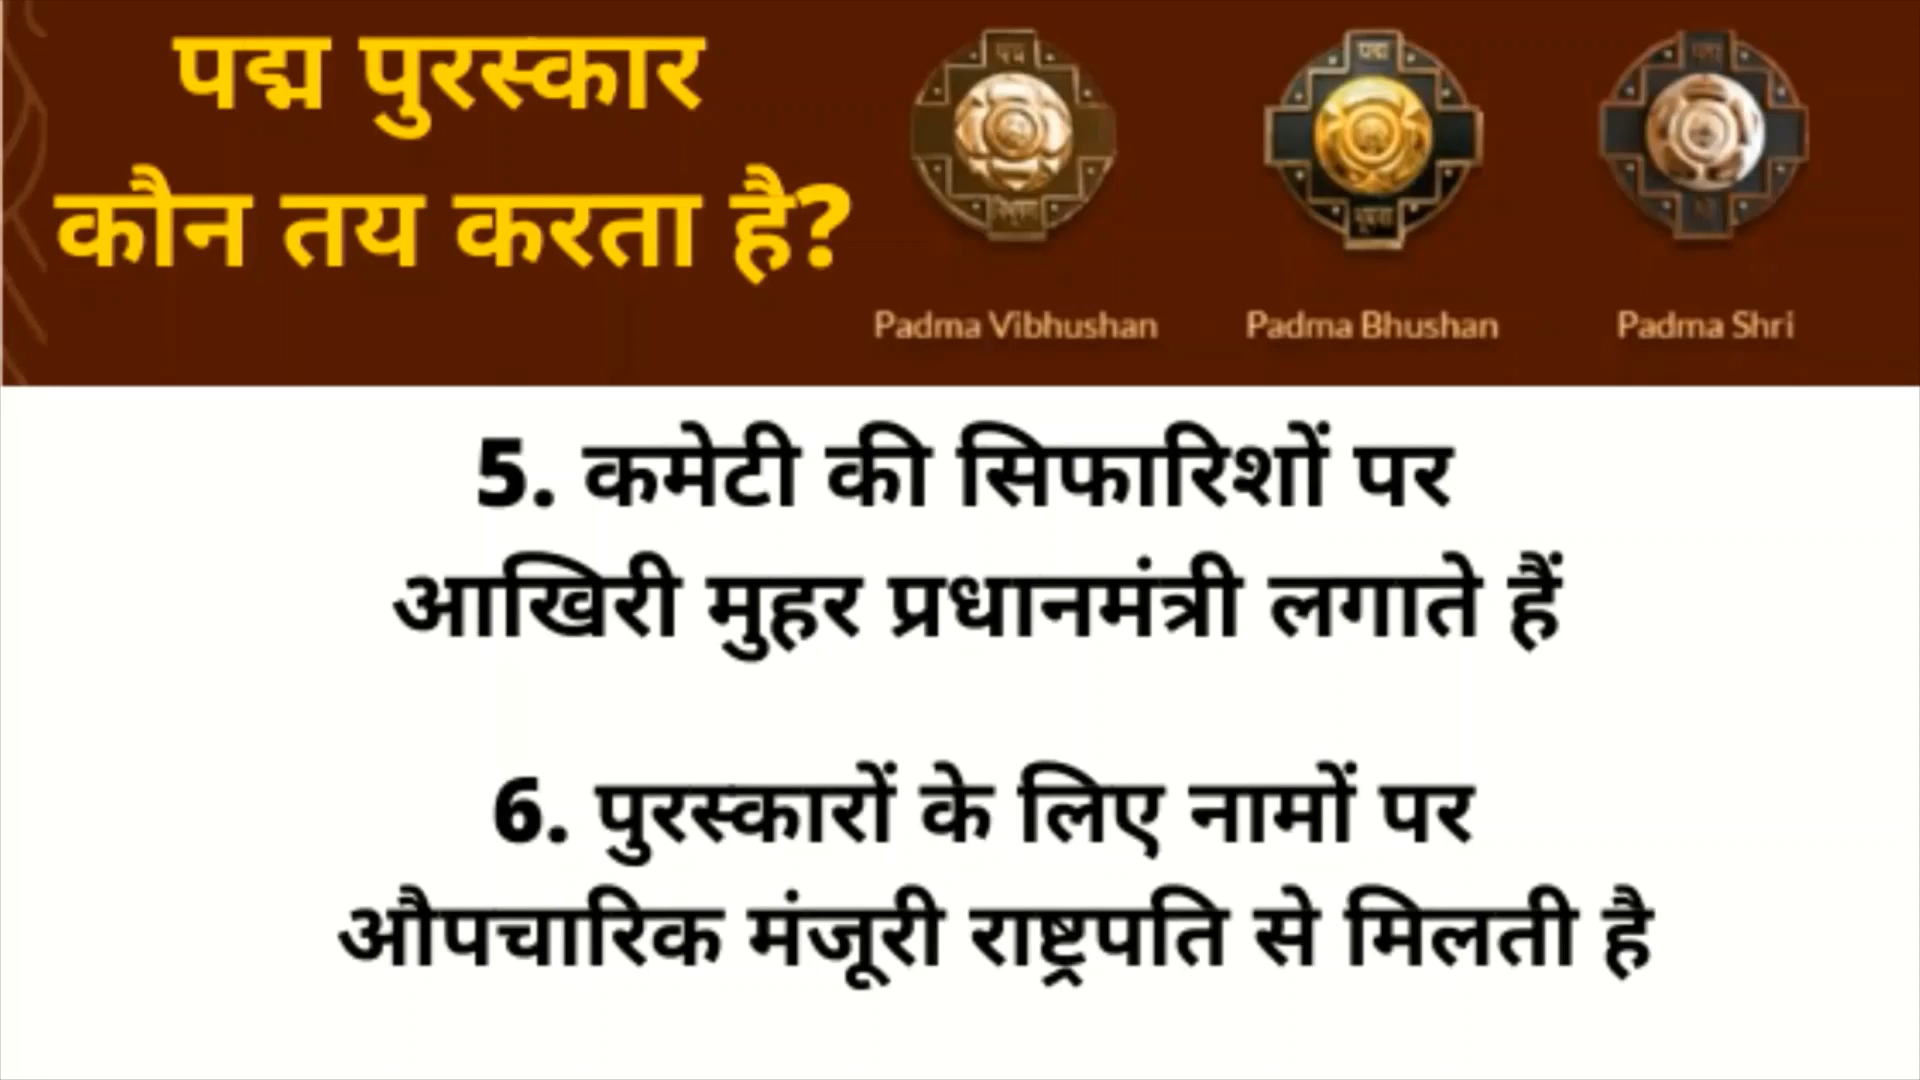 पद्म पुरस्कार
कौन तय करता है?
Padma Vibhushan
Padma Bhushan
Padma Shri
5. कमेटी की सिफारिशों पर
आखिरी मुहर प्रधानमंत्री लगाते हैं
6. पुरस्कारों के लिए नामों पर
औपचारिक मंजूरी राष्ट्रपति से मिलती है